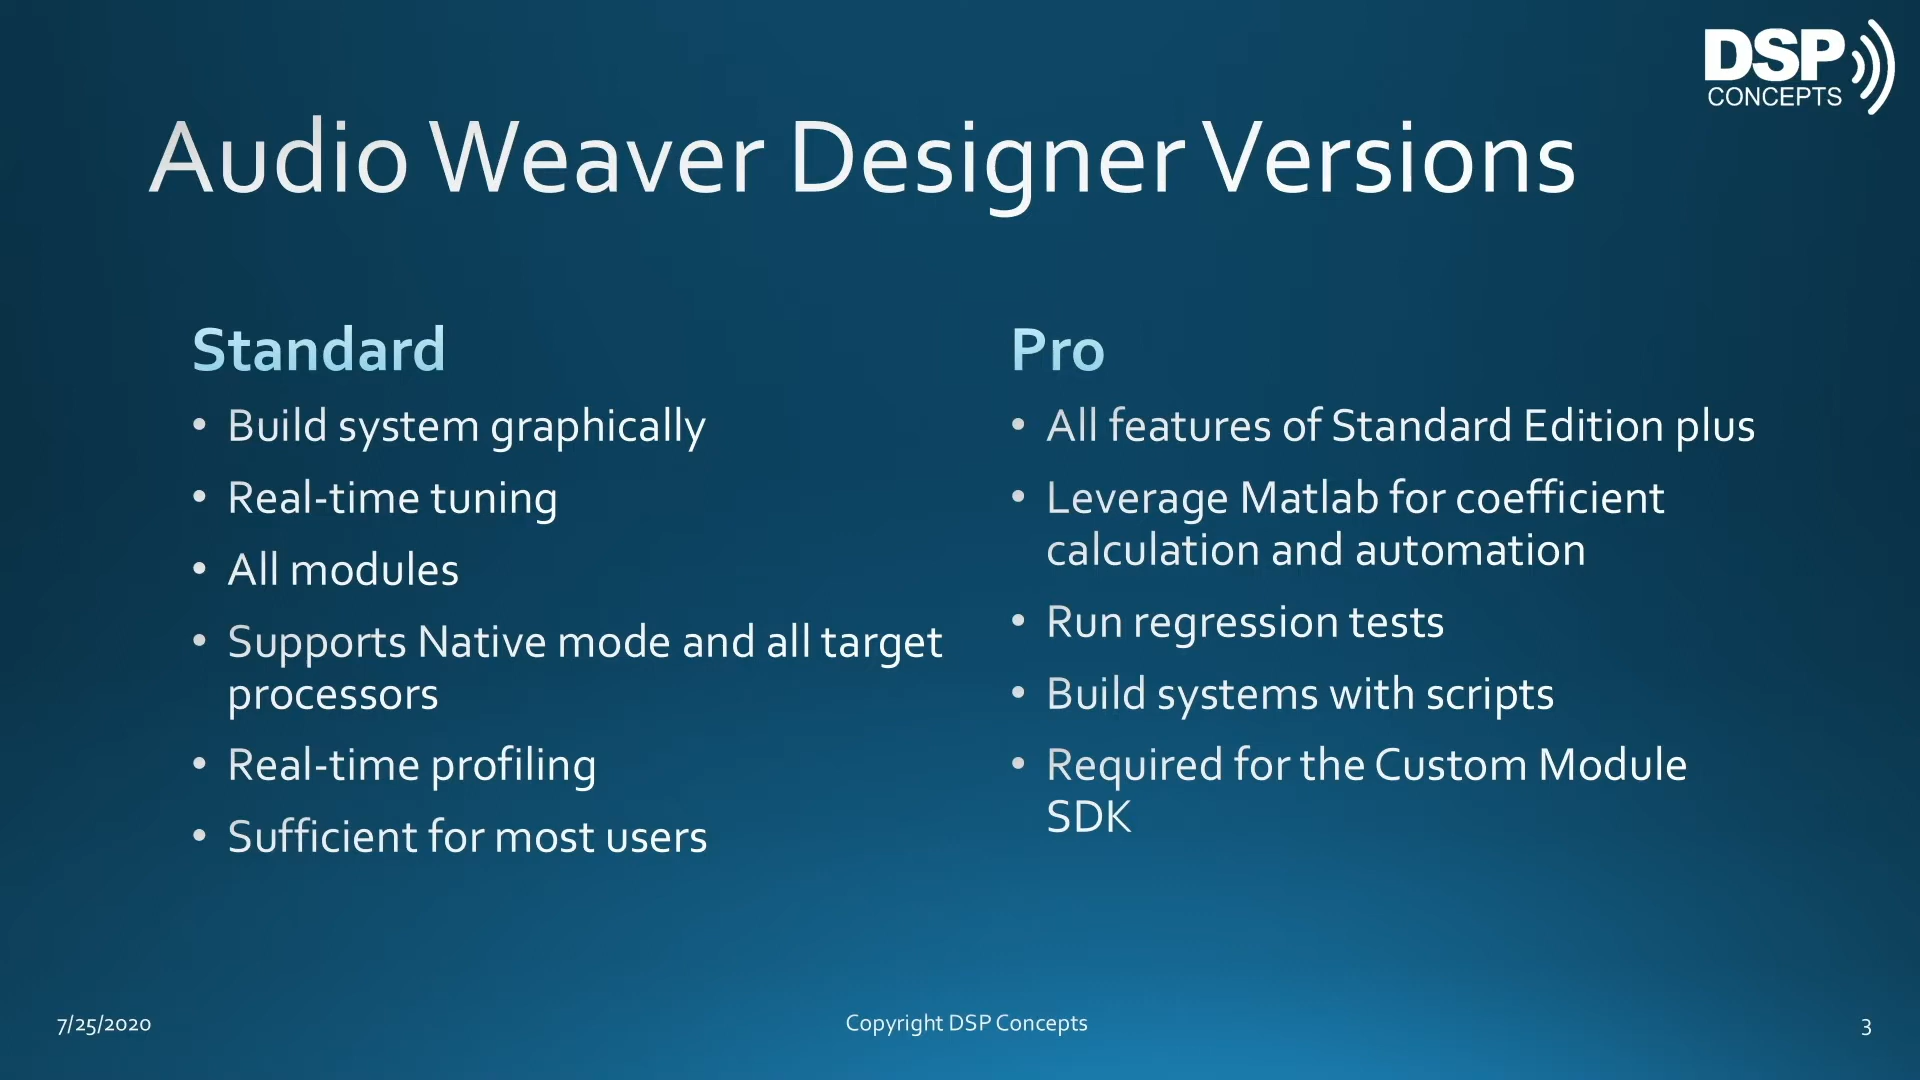 DSP
CONCEPTS
Audio Weaver Designer Versions
Standard
• Build system graphically
• Real-time tuning
• All modules
• Supports Native mode and all target
processors
• Real-time profiling
• Sufficient for most users
Pro
• All features of Standard Edition plus
• Leverage Matlab for coefficient
calculation and automation
• Run regression tests
• Build systems with scripts
• Required for the Custom Module
SDK
7/25/2020
Copyright DSP Concepts
3